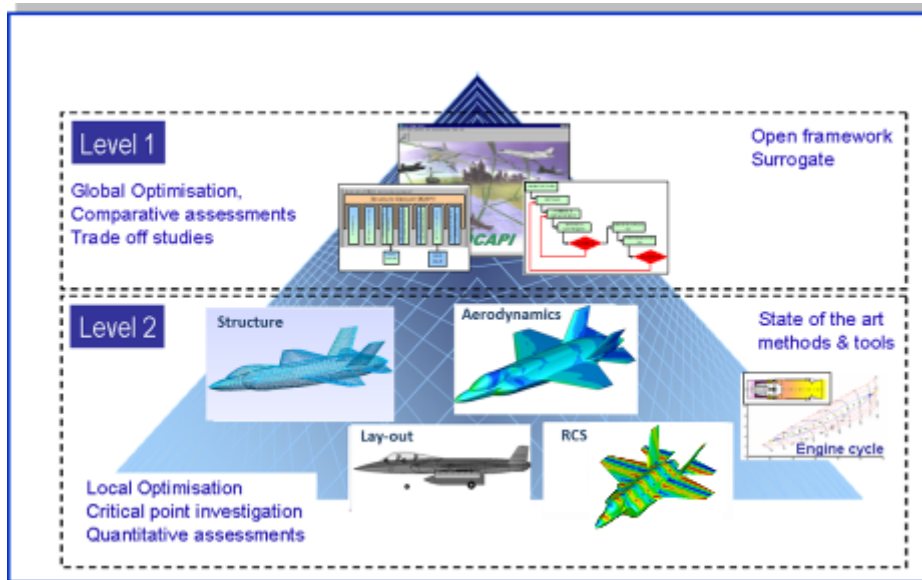 Level 1
Global Optimisation,
Comparative assessments
Trade off studies
Open framework
Surrogate
OCAPI
Level 2
Structure
Aerodynamics
State of the art
methods & tools
Lay-out
RCS
Engine cycle
Local Optimisation
Critical point investigation
Quantitative assessments